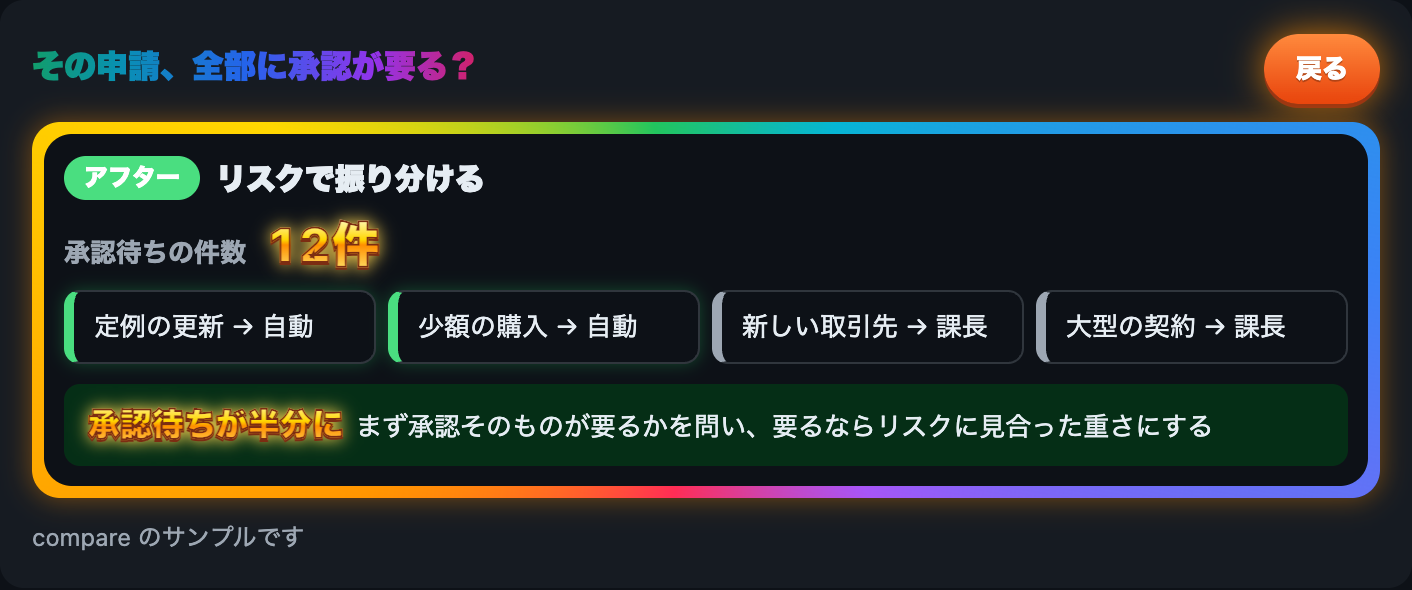 その申請、全部に承認が要る？
戻る
アフター リスクで振り分ける
承認待ちの件数 12件
定例の更新 → 自動
少額の購入 → 自動
新しい取引先 → 課長
大型の契約 → 課長
承認待ちが半分に まず承認そのものが要るかを問い、要るならリスクに見合った重さにする
compare のサンプルです